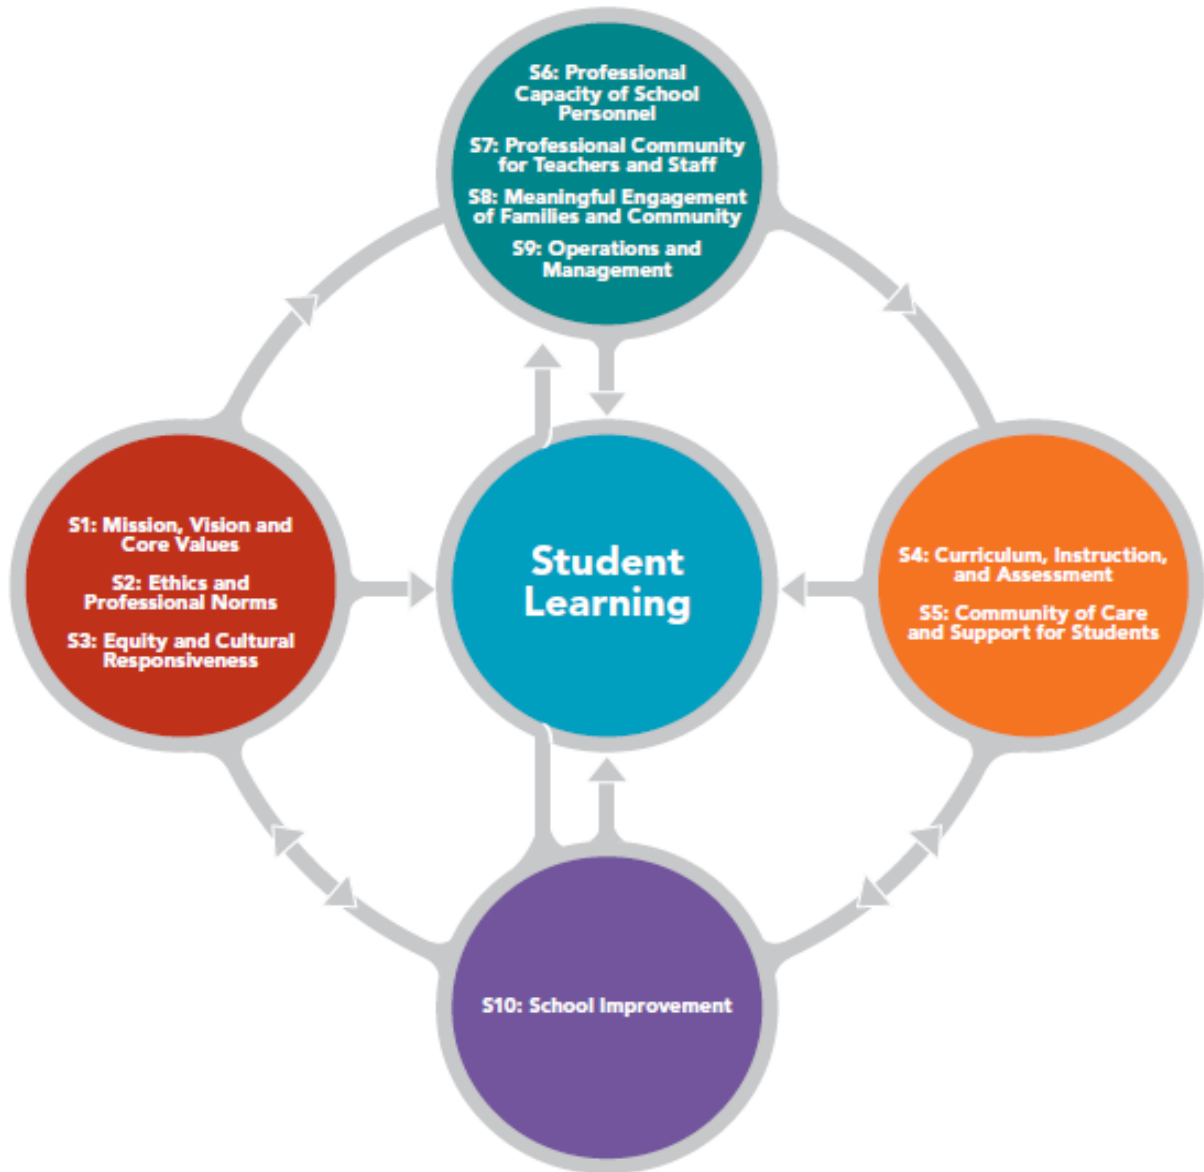 S6: Professional
Capacity of School
Personnel
S7: Professional Community
for Teachers and Staff
S8: Meaningful Engagement
of Families and Community
S9: Operations and
Management
S1: Mission, Vision and
Core Values
S2: Ethics and
Professional Norms
S3: Equity and Cultural
Responsiveness
Student
Learning
S4: Curriculum, Instruction,
and Assessment
S5: Community of Care
and Support for Students
S10: School Improvement